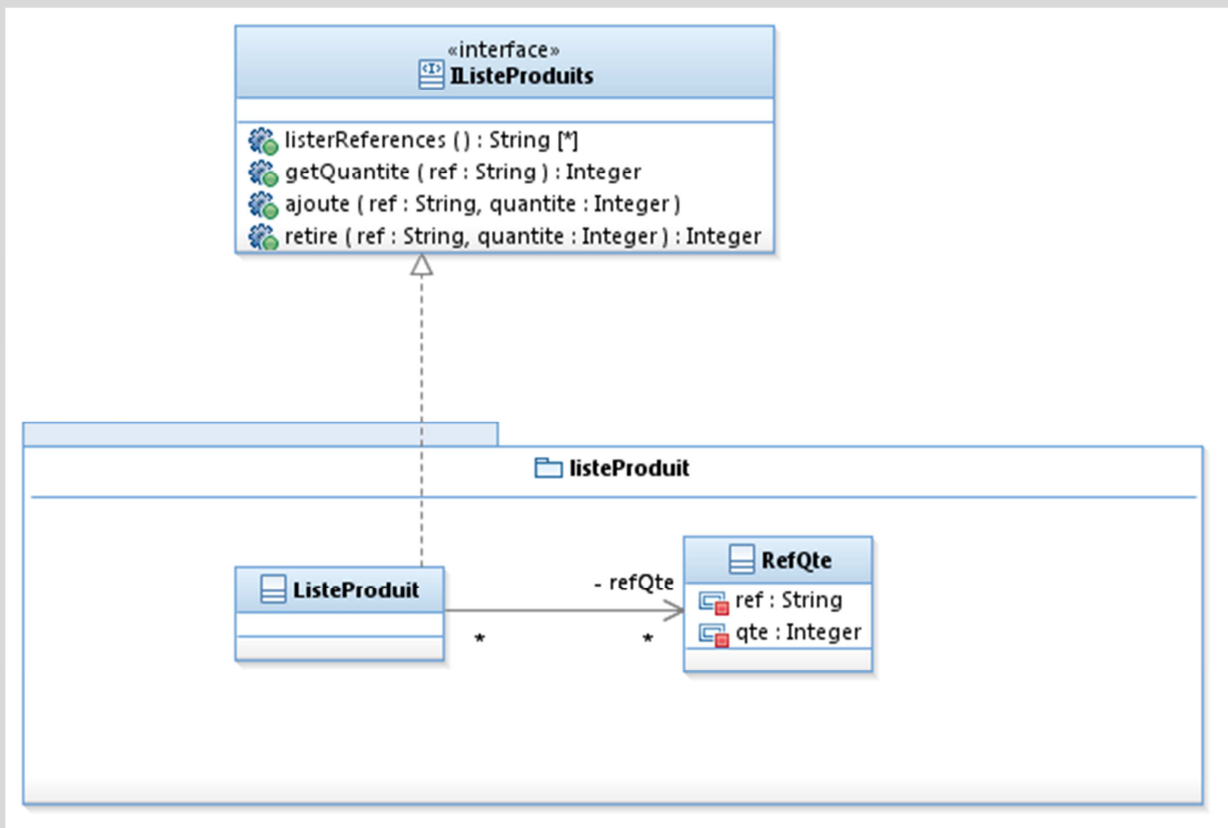 «interface»
IListeProduits
listerReferences () : String [*]
getQuantite ( ref : String ) : Integer
ajoute ( ref : String, quantite : Integer )
retire ( ref : String, quantite : Integer ) : Integer
listeProduit
ListeProduit
- refQte
* *
RefQte
ref : String
qte : Integer